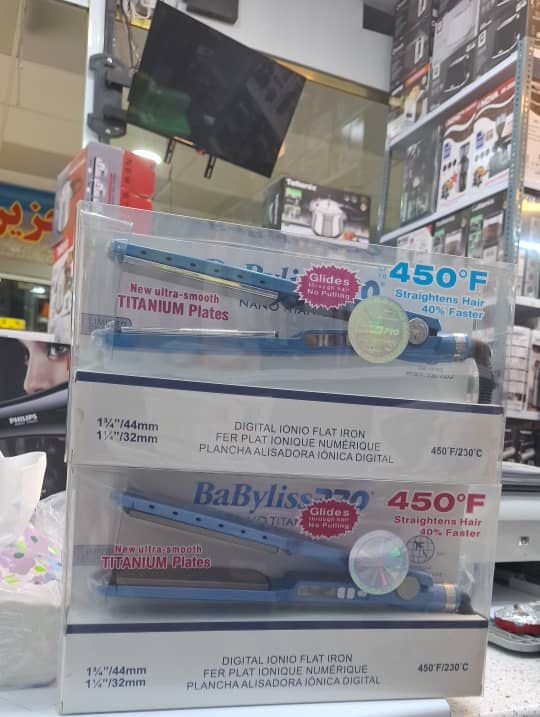 BaByliss PRO
NANO TITANIUM
450°F
Straightens Hair
40% Faster
Glides
through hair
No Pulling
New ultra-smooth
TITANIUM Plates
1¾"/44mm
1¼"/32mm
DIGITAL IONIO FLAT IRON
FER PLAT IONIQUE NUMÉRIQUE
PLANCHA ALISADORA IÓNICA DIGITAL
450°F/230°C
BaByliss PRO
450°F
Straightens Hair
40% Faster
Glides
through hair
No Pulling
New ultra-smooth
TITANIUM Plates
1¾"/44mm
1¼"/32mm
DIGITAL IONIO FLAT IRON
FER PLAT IONIQUE NUMÉRIQUE
PLANCHA ALISADORA IÓNICA DIGITAL
450°F/230°C
PHILIPS